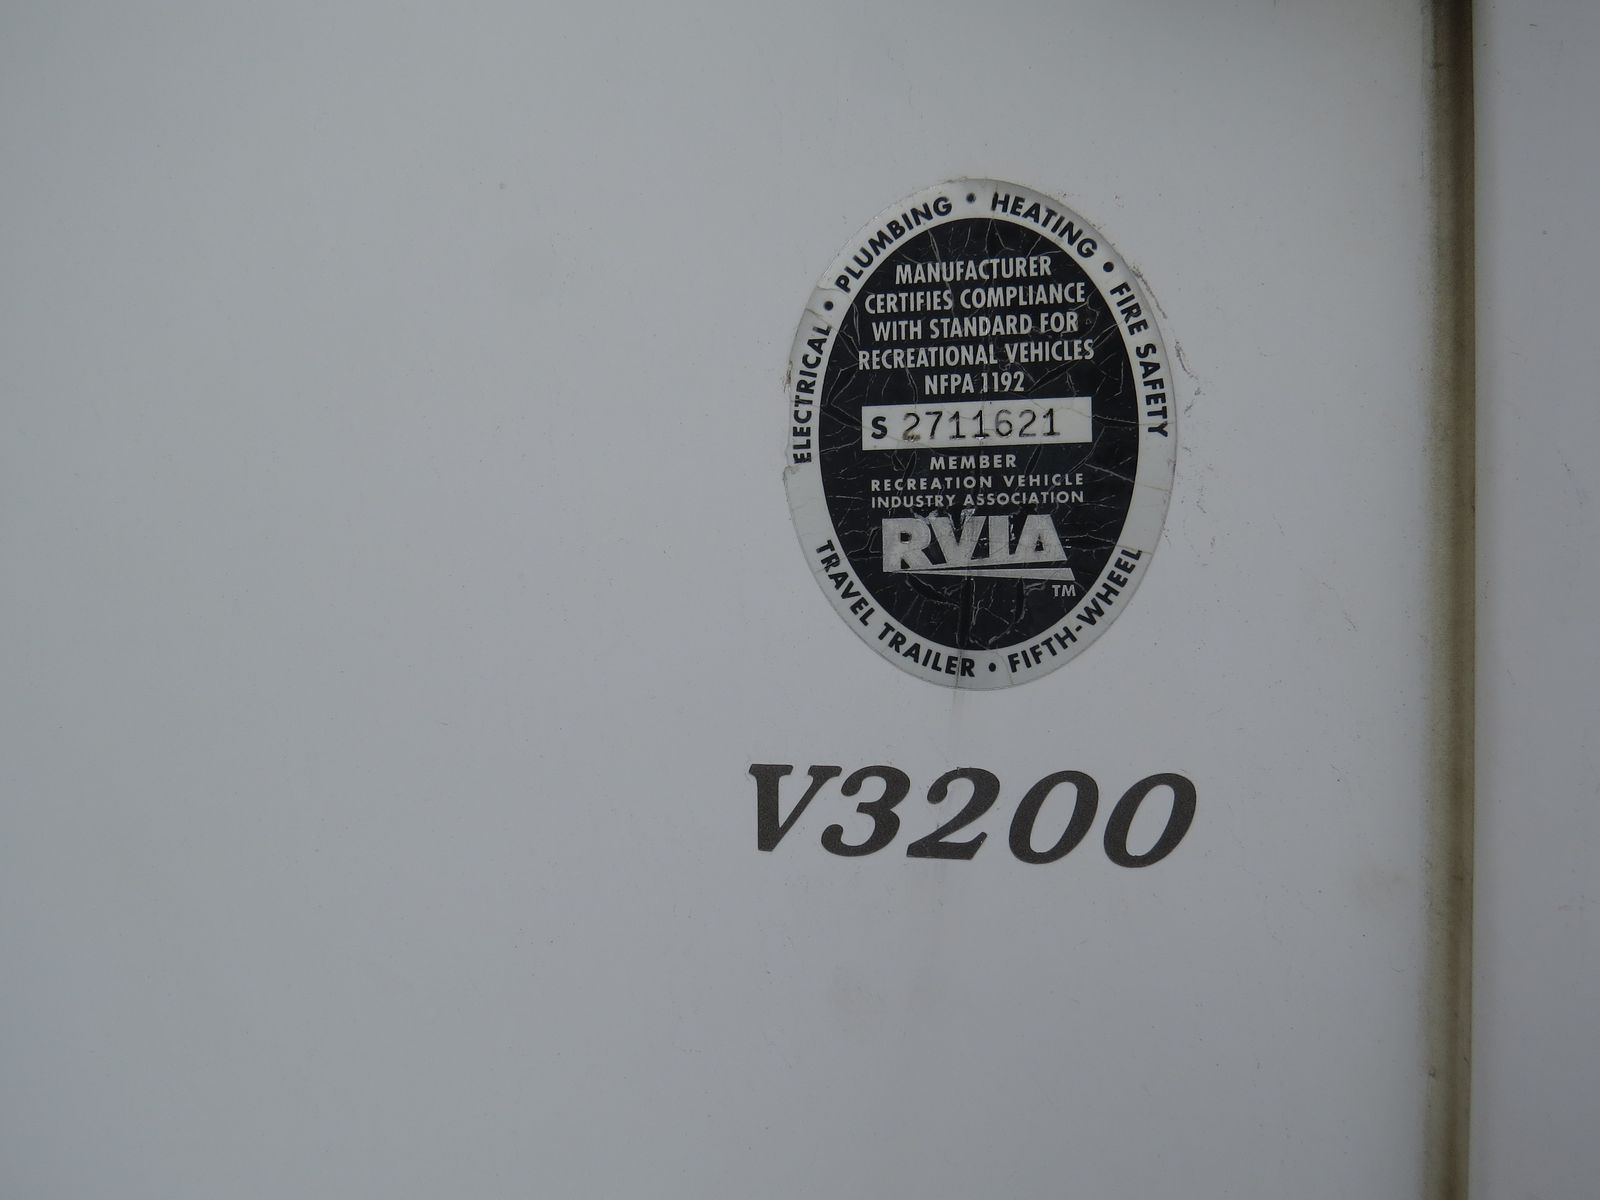 ELECTRICAL • PLUMBING • HEATING • FIRE SAFETY
MANUFACTURER
CERTIFIES COMPLIANCE
WITH STANDARD FOR
RECREATIONAL VEHICLES
NFPA 1192
S 2711621
MEMBER
RECREATION VEHICLE
INDUSTRY ASSOCIATION
RVIA
TM
TRAVEL TRAILER • FIFTH-WHEEL
V3200